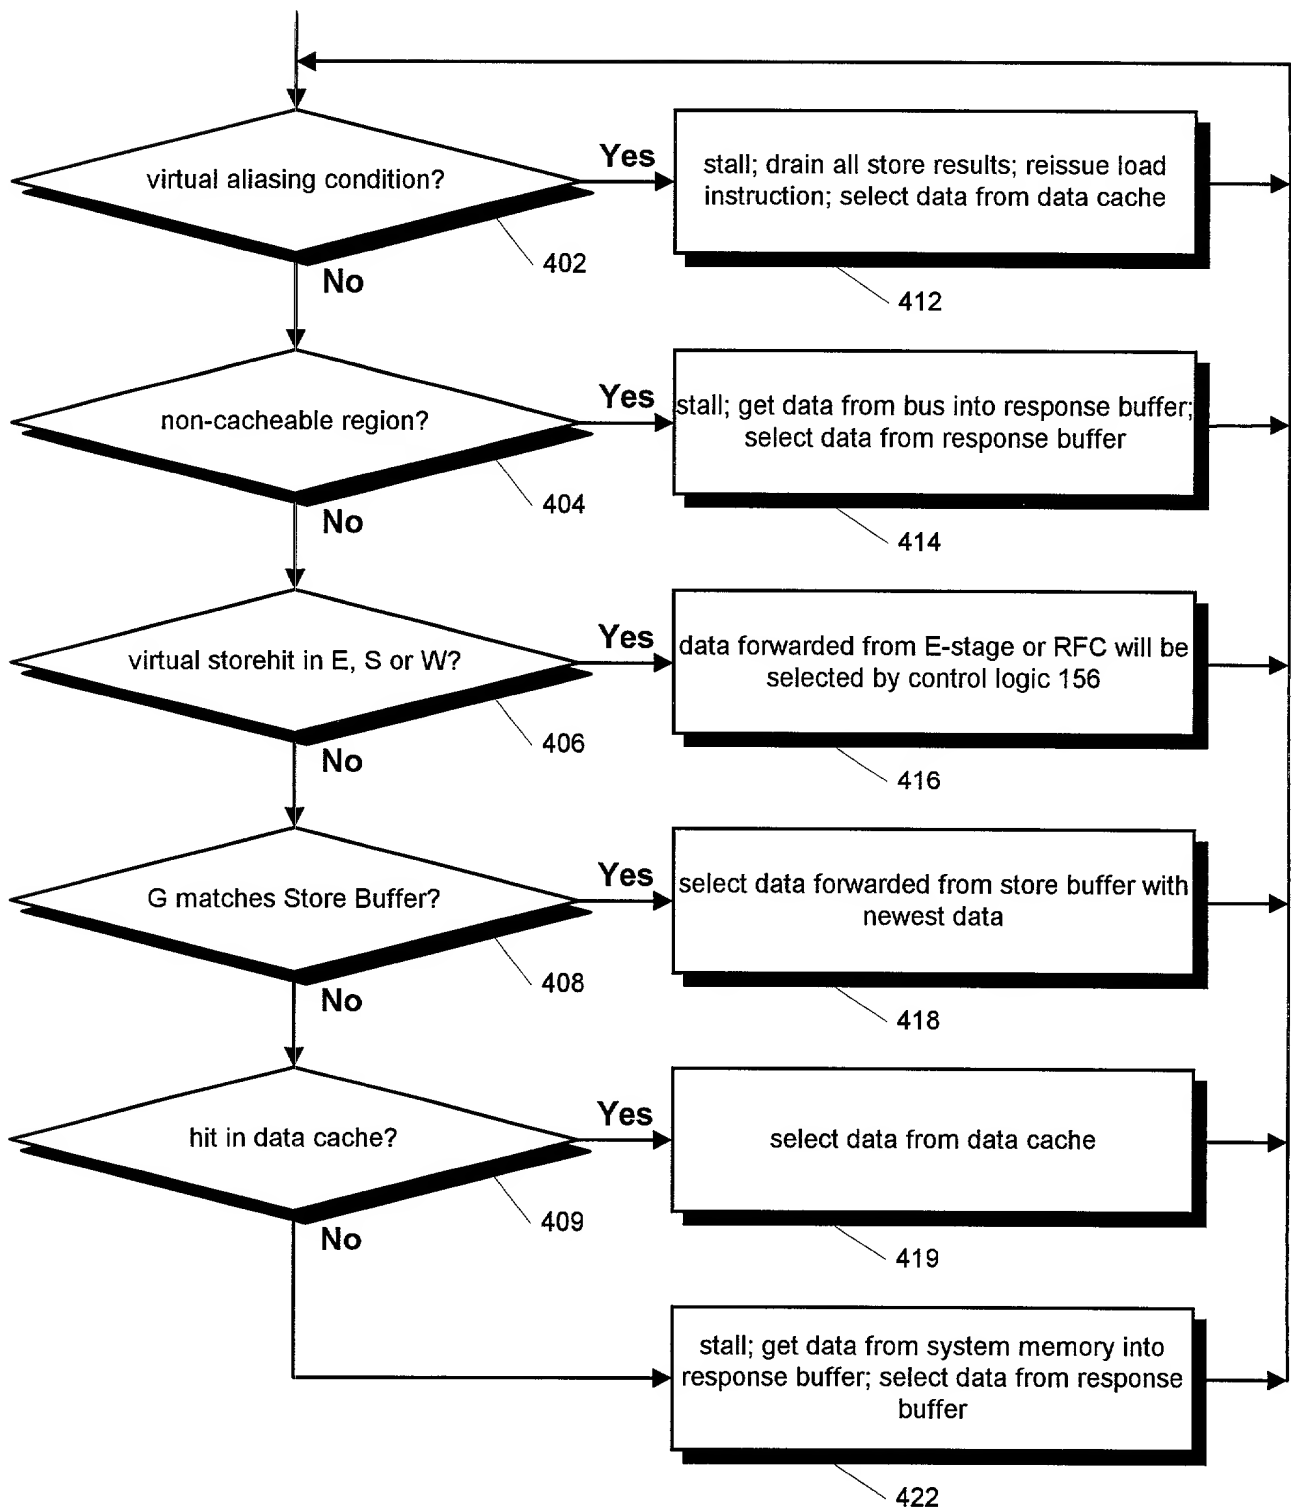 virtual aliasing condition?
Yes
stall; drain all store results; reissue load
instruction; select data from data cache
402
No
412
non-cacheable region?
Yes
stall; get data from bus into response buffer;
select data from response buffer
404
No
414
virtual storehit in E, S or W?
Yes
data forwarded from E-stage or RFC will be
selected by control logic 156
406
No
416
G matches Store Buffer?
Yes
select data forwarded from store buffer with
newest data
408
No
418
hit in data cache?
Yes
select data from data cache
409
No
419
stall; get data from system memory into
response buffer; select data from response
buffer
422